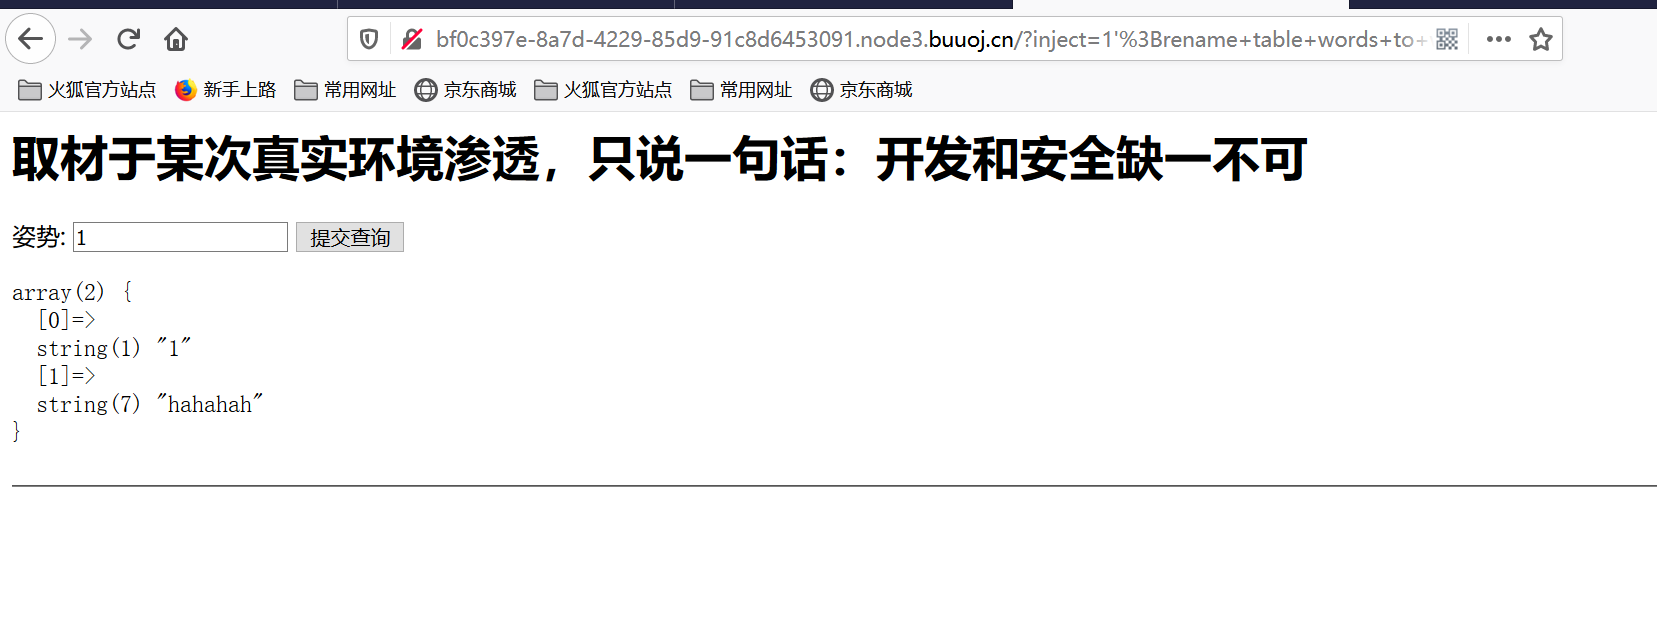 bf0c397e-8a7d-4229-85d9-91c8d6453091.node3.buuoj.cn/?inject=1'%3Brename+table+words+to+
火狐官方站点 新手上路 常用网址 京东商城 火狐官方站点 常用网址 京东商城
取材于某次真实环境渗透，只说一句话：开发和安全缺一不可
姿势: 1 提交查询
array(2) {
[0]=>
string(1) "1"
[1]=>
string(7) "hahahah"
}